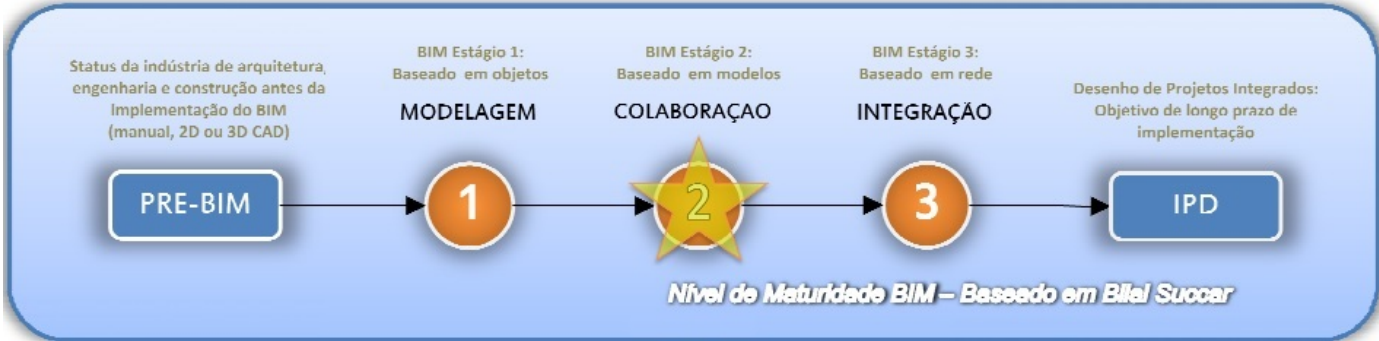 Status da indústria de arquitetura,
engenharia e construção antes da
implementação do BIM
(manual, 2D ou 3D CAD)
PRE-BIM
BIM Estágio 1:
Baseado em objetos
MODELAGEM
1
BIM Estágio 2:
Baseado em modelos
COLABORAÇAO
2
BIM Estágio 3:
Baseado em rede
INTEGRAÇÃO
3
Desenho de Projetos Integrados:
Objetivo de longo prazo de
implementação
IPD
Nível de Maturidade BIM – Baseado em Bilal Succar